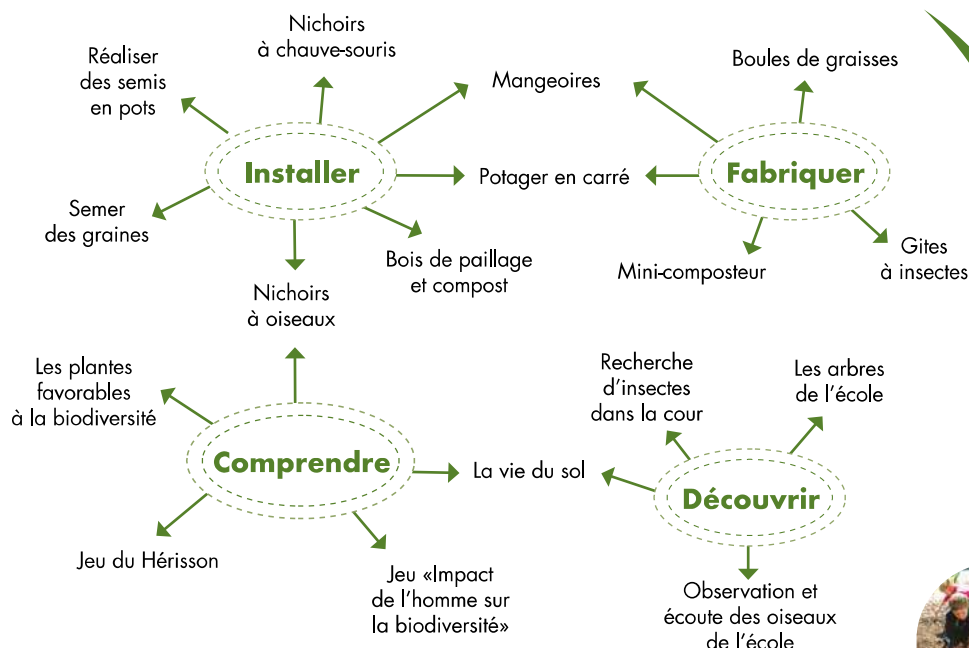 Nichoirs
à chauve-souris
Réaliser
des semis
en pots
Mangeoires
Boules de graisses
Installer
Potager en carré
Fabriquer
Semer
des graines
Bois de paillage
et compost
Mini-composteur
Gites
à insectes
Nichoirs
à oiseaux
Les plantes
favorables
à la biodiversité
Recherche
d'insectes
dans la cour
Les arbres
de l'école
Comprendre
La vie du sol
Découvrir
Jeu du Hérisson
Jeu «Impact
de l'homme sur
la biodiversité»
Observation et
écoute des oiseaux
de l'école